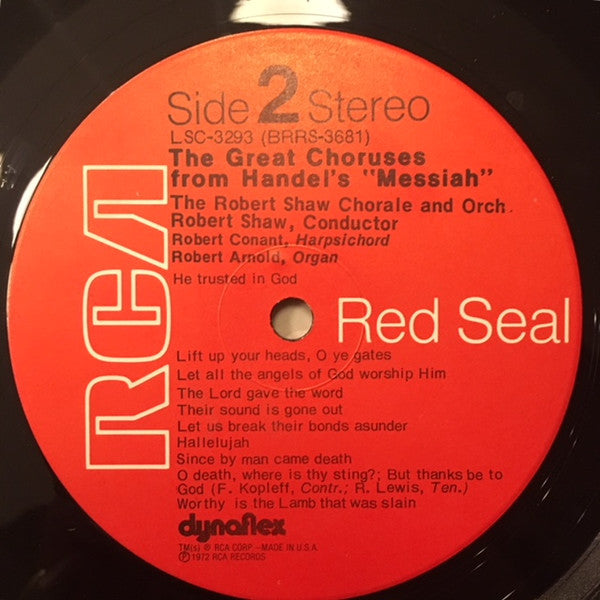 Side 2 Stereo
LSC-3293 (BRRS-3681)
The Great Choruses
from Handel's "Messiah"
The Robert Shaw Chorale and Orch.
Robert Shaw, Conductor
Robert Conant, Harpsichord
Robert Arnold, Organ
He trusted in God
RCA
Red Seal
Lift up your heads, O ye gates
Let all the angels of God worship Him
The Lord gave the word
Their sound is gone out
Let us break their bonds asunder
Hallelujah
Since by man came death
O death, where is thy sting?; But thanks be to
God (F. Kopleff, Contr.; R. Lewis, Ten.)
Worthy is the Lamb that was slain
dynaflex
TM(s) ® RCA CORP.-MADE IN U.S.A.
℗ 1972 RCA RECORDS